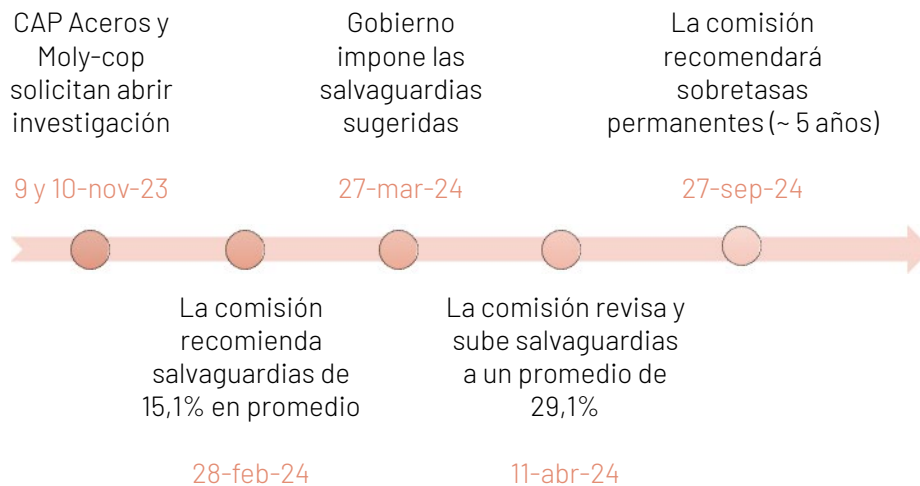 CAP Aceros y
Moly-cop
solicitan abrir
investigación
9 y 10-nov-23
La comisión
recomienda
salvaguardias de
15,1% en promedio
28-feb-24
Gobierno
impone las
salvaguardias
sugeridas
27-mar-24
La comisión revisa y
sube salvaguardias
a un promedio de
29,1%
11-abr-24
La comisión
recomendará
sobretasas
permanentes (~ 5 años)
27-sep-24